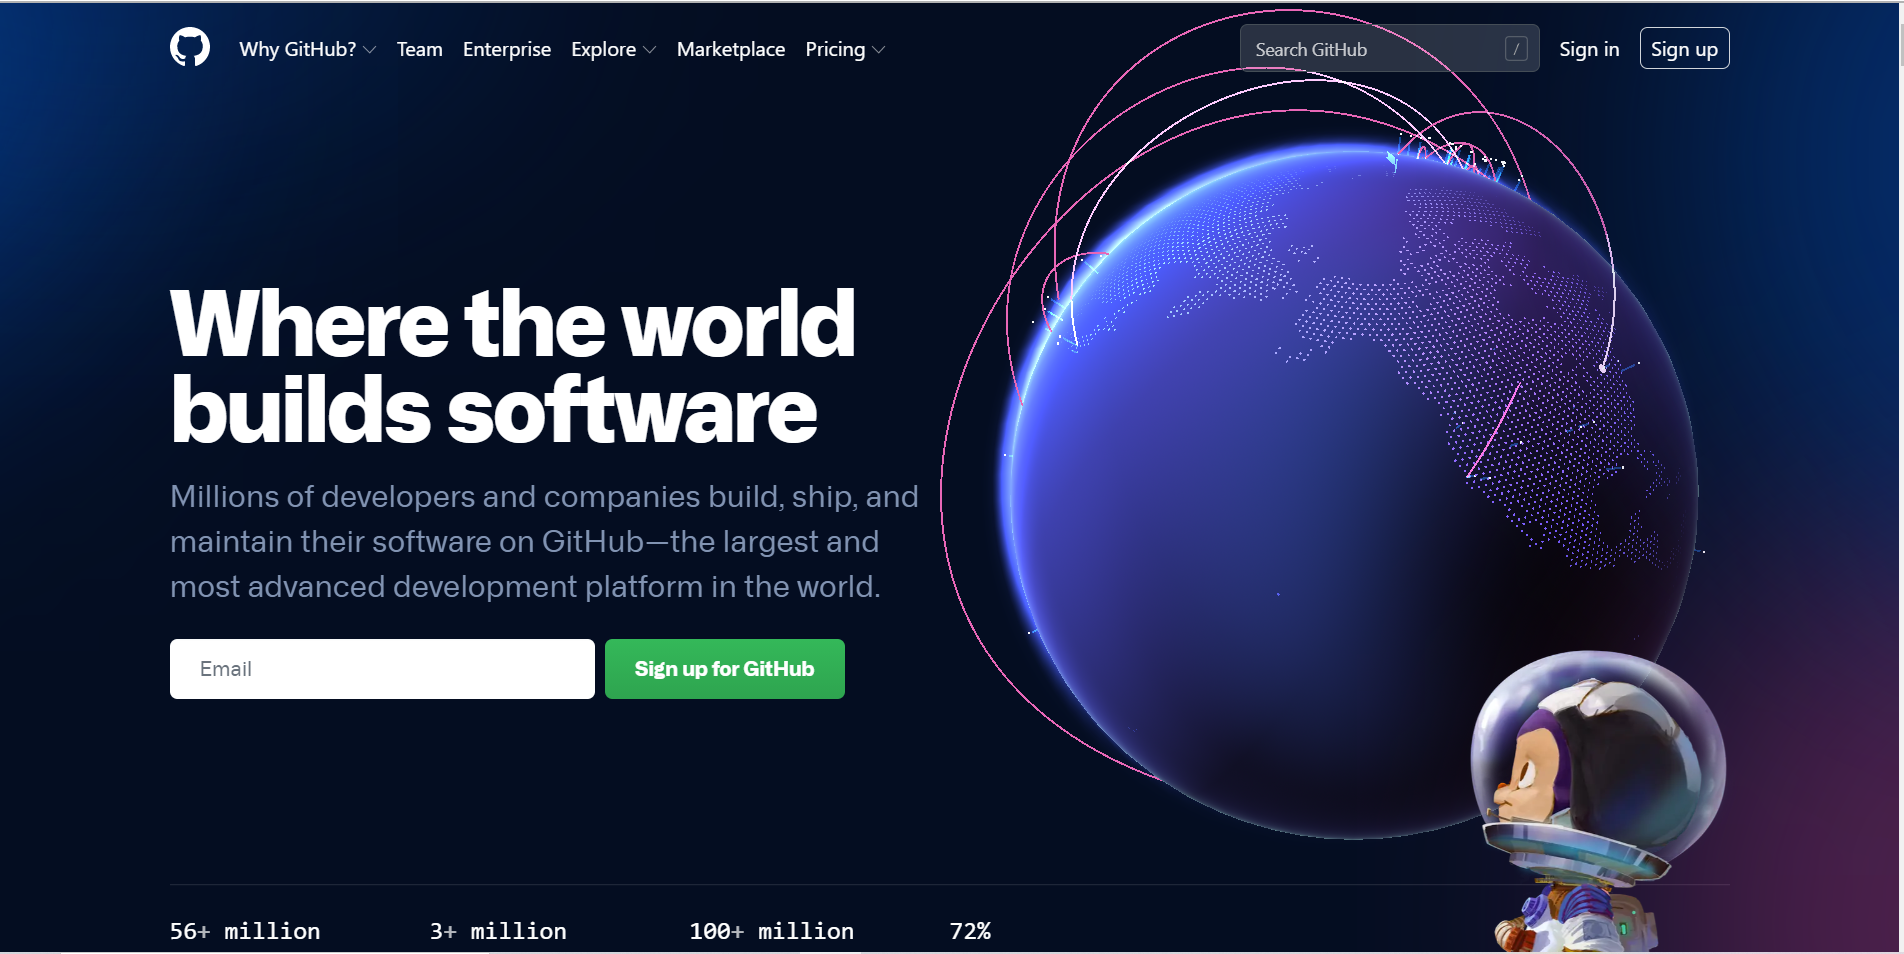 Why GitHub?
Team
Enterprise
Explore
Marketplace
Pricing
Search GitHub
/
Sign in
Sign up
Where the world
builds software
Millions of developers and companies build, ship, and
maintain their software on GitHub—the largest and
most advanced development platform in the world.
Email
Sign up for GitHub
56+ million
3+ million
100+ million
72%